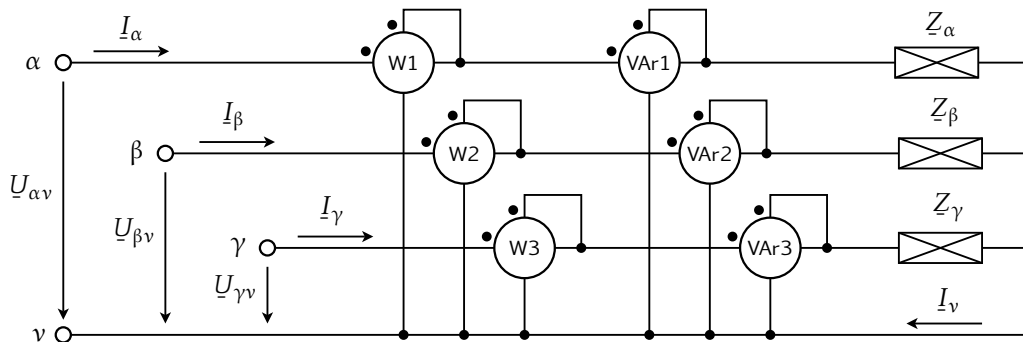 I̲α W1 VAr1 Z̲α
α
I̲β W2 VAr2 Z̲β
β
U̲αν
I̲γ W3 VAr3 Z̲γ
U̲βν
γ
U̲γν
I̲ν
ν